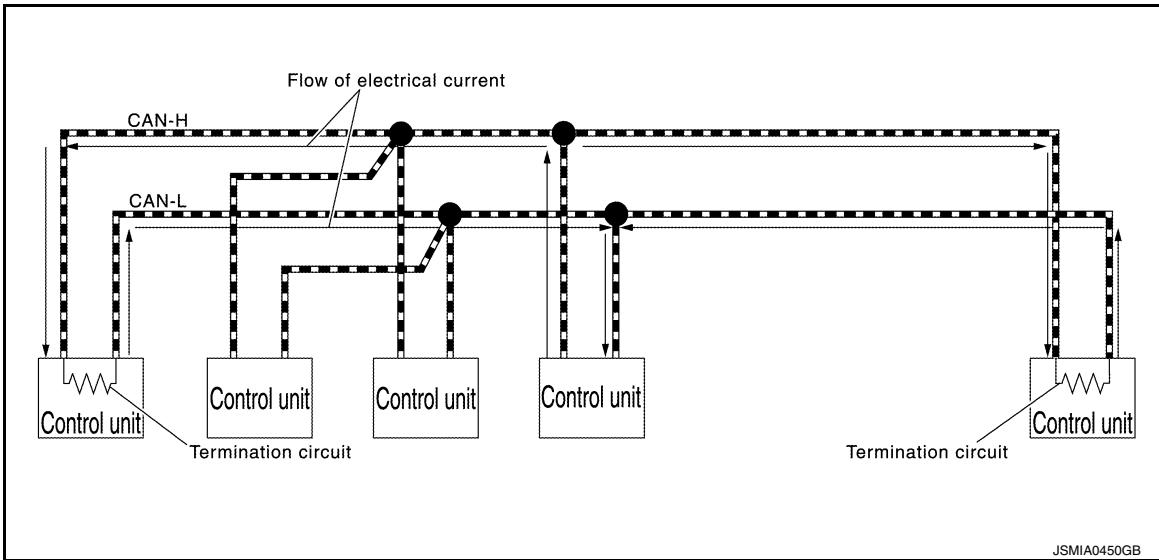 Flow of electrical current
CAN-H
CAN-L
Control unit
Control unit
Control unit
Control unit
Control unit
Termination circuit
Termination circuit
JSMIA0450GB